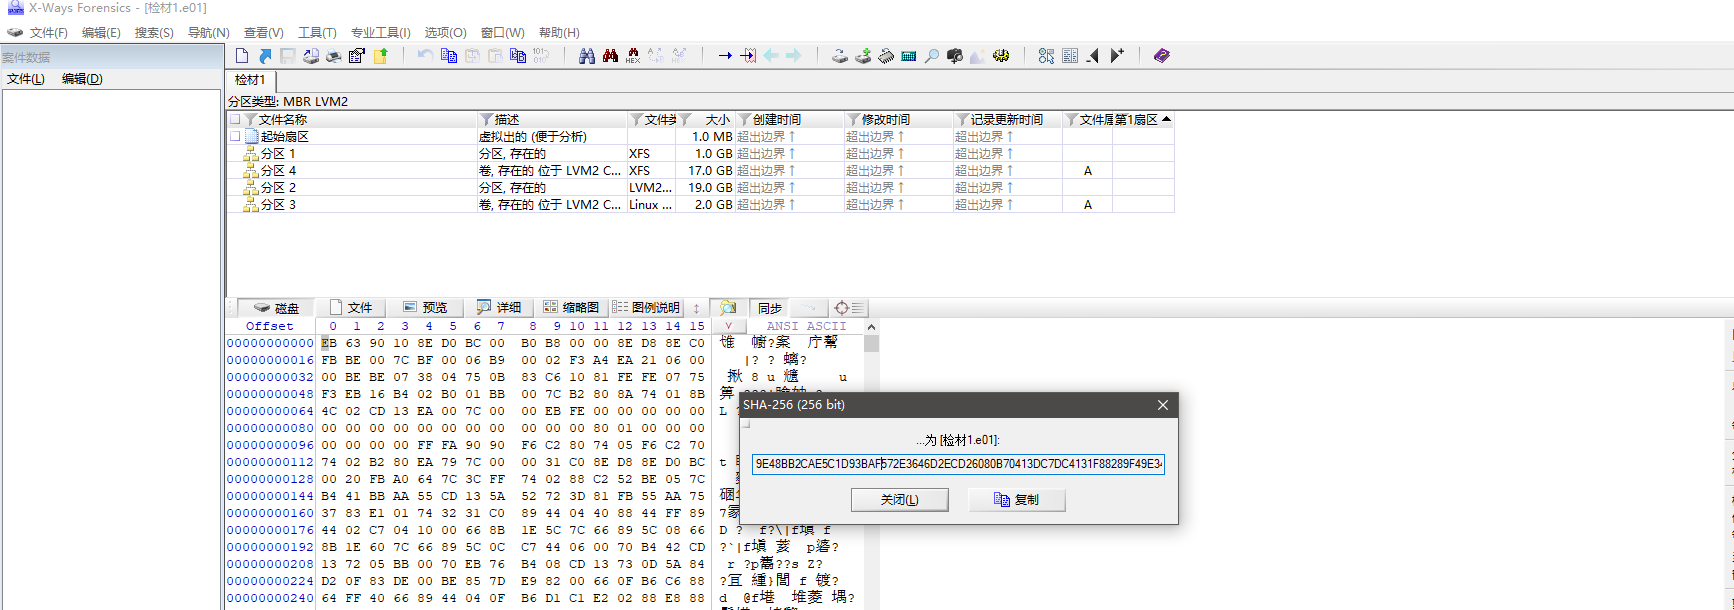 X-Ways Forensics - [检材1.e01]
文件(F) 编辑(E) 搜索(S) 导航(N) 查看(V) 工具(T) 专业工具(I) 选项(O) 窗口(W) 帮助(H)
案件数据
文件(L) 编辑(D)
检材1
分区类型: MBR LVM2
文件名称 描述 文件类 大小 创建时间 修改时间 记录更新时间 文件属 第1扇区
起始扇区 虚拟出的 (便于分析) 1.0 MB 超出边界↑ 超出边界↑ 超出边界↑
分区 1 分区, 存在的 XFS 1.0 GB 超出边界↑ 超出边界↑ 超出边界↑
分区 4 卷, 存在的 位于 LVM2 C... XFS 17.0 GB 超出边界↑ 超出边界↑ 超出边界↑ A
分区 2 分区, 存在的 LVM2... 19.0 GB 超出边界↑ 超出边界↑ 超出边界↑
分区 3 卷, 存在的 位于 LVM2 C... Linux ... 2.0 GB 超出边界↑ 超出边界↑ 超出边界↑ A
磁盘 文件 预览 详细 缩略图 图例说明 同步
Offset 0 1 2 3 4 5 6 7 8 9 10 11 12 13 14 15 ANSI ASCII
00000000000 EB 63 90 10 8E D0 BC 00 B0 B8 00 00 8E D8 8E C0
00000000016 FB BE 00 7C BF 00 06 B9 00 02 F3 A4 EA 21 06 00
00000000032 00 BE BE 07 38 04 75 0B 83 C6 10 81 FE FE 07 75
00000000048 F3 EB 16 B4 02 B0 01 BB 00 7C B2 80 8A 74 01 8B
00000000064 4C 02 CD 13 EA 00 7C 00 00 EB FE 00 00 00 00 00
00000000080 00 00 00 00 00 00 00 00 00 00 00 80 01 00 00 00
00000000096 00 00 00 00 FF FA 90 90 F6 C2 80 74 05 F6 C2 70
00000000112 74 02 B2 80 EA 79 7C 00 00 31 C0 8E D8 8E D0 BC
00000000128 00 20 FB A0 64 7C 3C FF 74 02 88 C2 52 BE 05 7C
00000000144 B4 41 BB AA 55 CD 13 5A 52 72 3D 81 FB 55 AA 75
00000000160 37 83 E1 01 74 32 31 C0 89 44 04 40 88 44 FF 89
00000000176 44 02 C7 04 10 00 66 8B 1E 5C 7C 66 89 5C 08 66
00000000192 8B 1E 60 7C 66 89 5C 0C C7 44 06 00 70 B4 42 CD
00000000208 13 72 05 BB 00 70 EB 76 B4 08 CD 13 73 0D 5A 84
00000000224 D2 0F 83 DE 00 BE 85 7D E9 82 00 66 0F B6 C6 88
00000000240 64 FF 40 66 89 44 04 0F B6 D1 C1 E2 02 88 E8 88
SHA-256 (256 bit)
...为 [检材1.e01]:
9E48BB2CAE5C1D93BAF572E3646D2ECD26080B70413DC7DC4131F88289F49E34
关闭(L) 复制